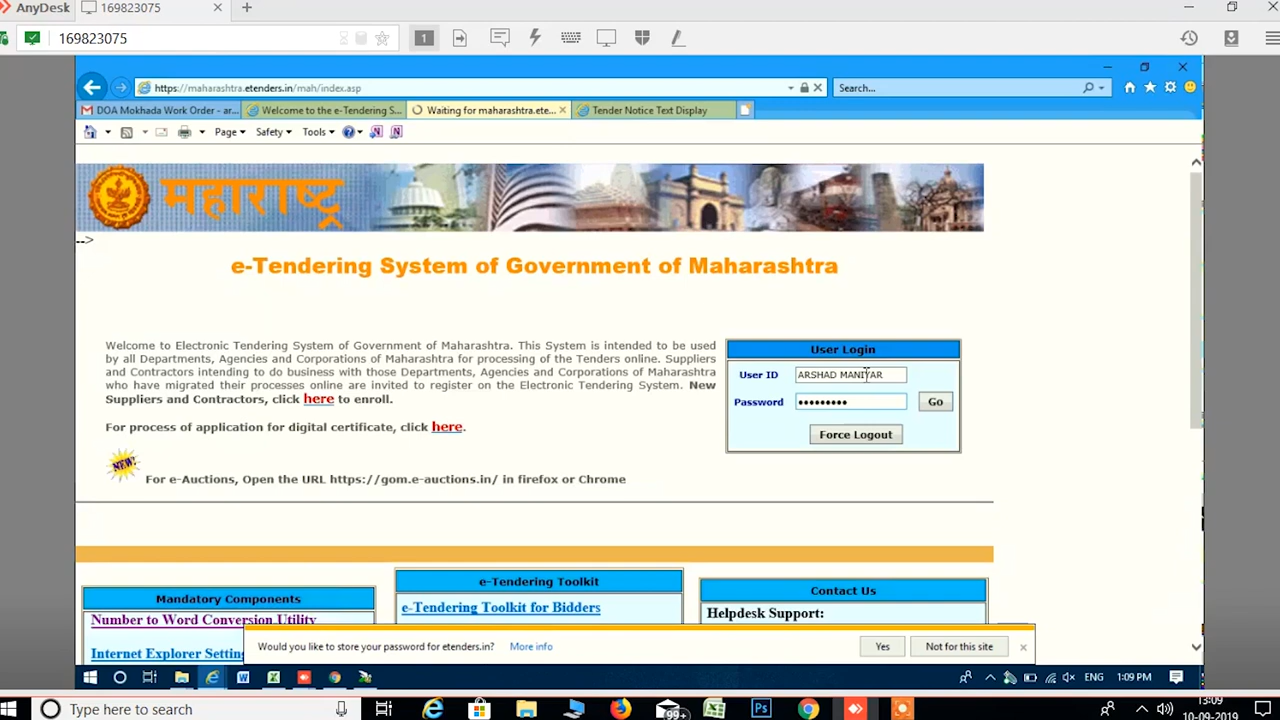 AnyDesk
169823075
169823075
1
https://maharashtra.etenders.in/mah/index.asp
Search...
DOA Mokhada Work Order - ar...
Welcome to the e-Tendering S...
Waiting for maharashtra.ete...
Tender Notice Text Display
Page
Safety
Tools
महाराष्ट्र
-->
e-Tendering System of Government of Maharashtra
Welcome to Electronic Tendering System of Government of Maharashtra. This System is intended to be used
by all Departments, Agencies and Corporations of Maharashtra for processing of the Tenders online. Suppliers
and Contractors intending to do business with those Departments, Agencies and Corporations of Maharashtra
who have migrated their processes online are invited to register on the Electronic Tendering System. New
Suppliers and Contractors, click here to enroll.
For process of application for digital certificate, click here.
NEW!
For e-Auctions, Open the URL https://gom.e-auctions.in/ in firefox or Chrome
User Login
User ID ARSHAD MANIYAR
Password ●●●●●●●●● Go
Force Logout
Mandatory Components
Number to Word Conversion Utility
Internet Explorer Setting
e-Tendering Toolkit
e-Tendering Toolkit for Bidders
Contact Us
Helpdesk Support:
Would you like to store your password for etenders.in? More info Yes Not for this site
ENG 1:09 PM
Type here to search
99+
Ps
13:09
10-09-2019